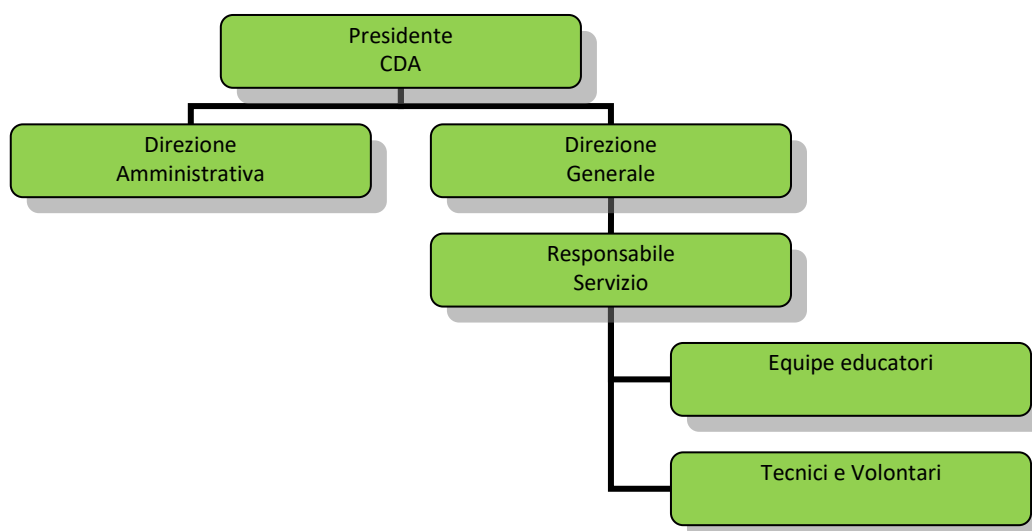 Presidente
CDA
Direzione
Amministrativa
Direzione
Generale
Responsabile
Servizio
Equipe educatori
Tecnici e Volontari